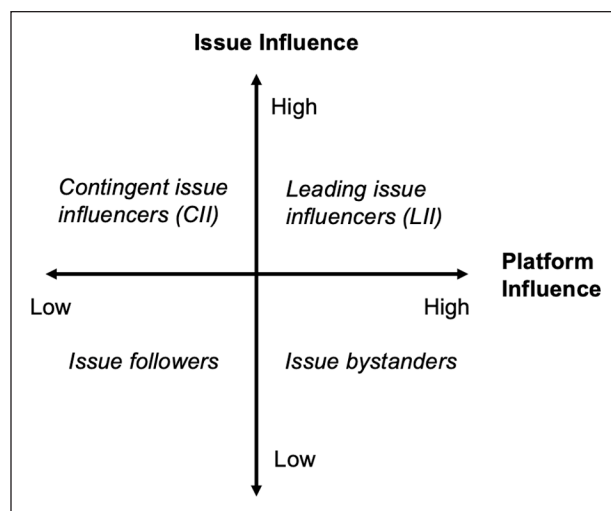 Issue Influence
High
Contingent issue
influencers (CII)
Leading issue
influencers (LII)
Platform
Influence
Low
High
Issue followers
Issue bystanders
Low